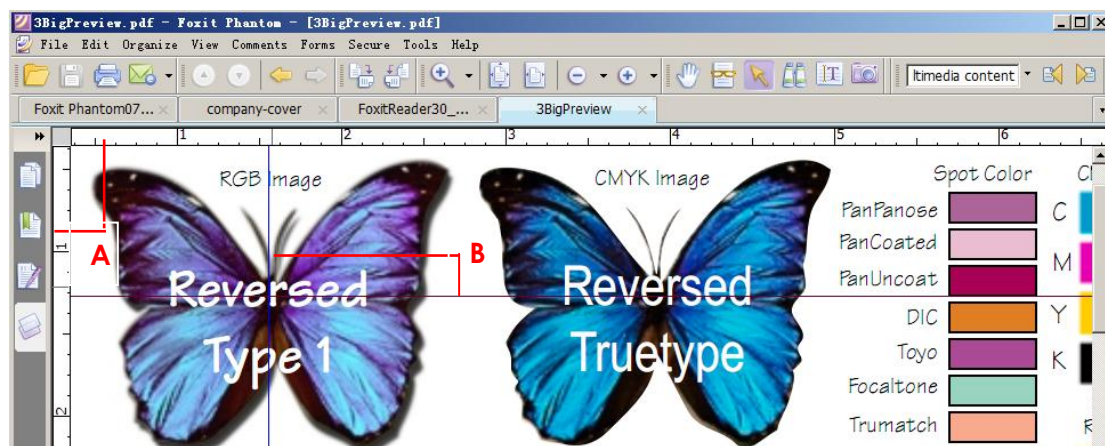 3BigPreview.pdf - Foxit Phantom - [3BigPreview.pdf]
File Edit Organize View Comments Forms Secure Tools Help
ltimedia content
Foxit Phantom07... × company-cover × FoxitReader30_... × 3BigPreview ×
1 2 3 4 5 6
RGB Image CMYK Image Spot Color
PanPanose C
PanCoated
PanUncoat M
1
A B
Reversed Reversed
DIC Y
Type 1 Truetype
Toyo K
Focaltone
2
Trumatch